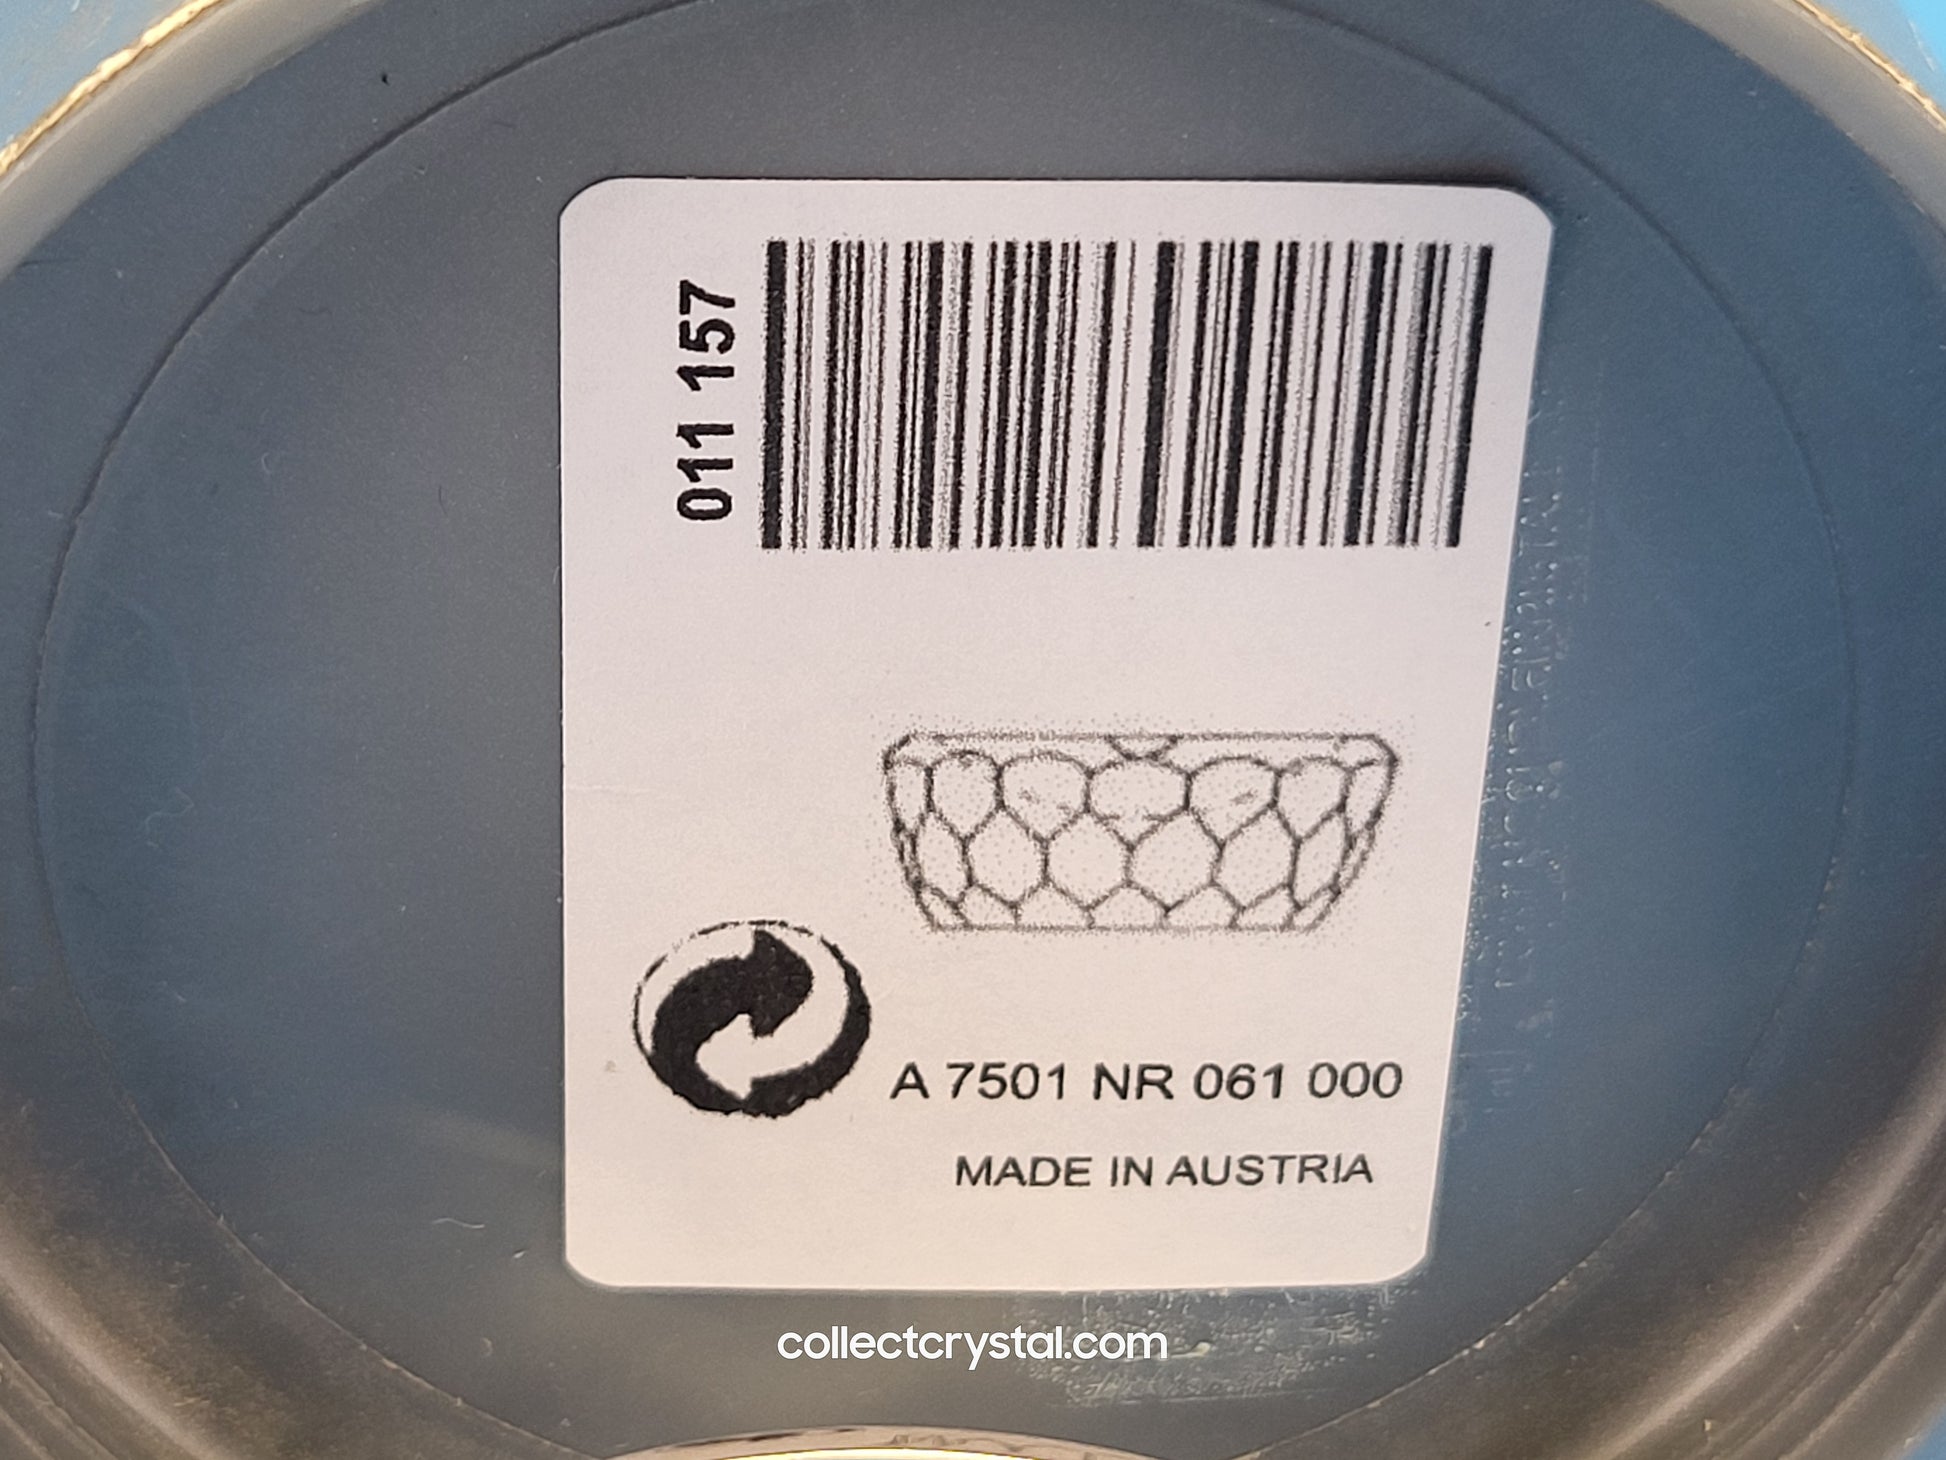 011 157
A 7501 NR 061 000
MADE IN AUSTRIA
collectcrystal.com